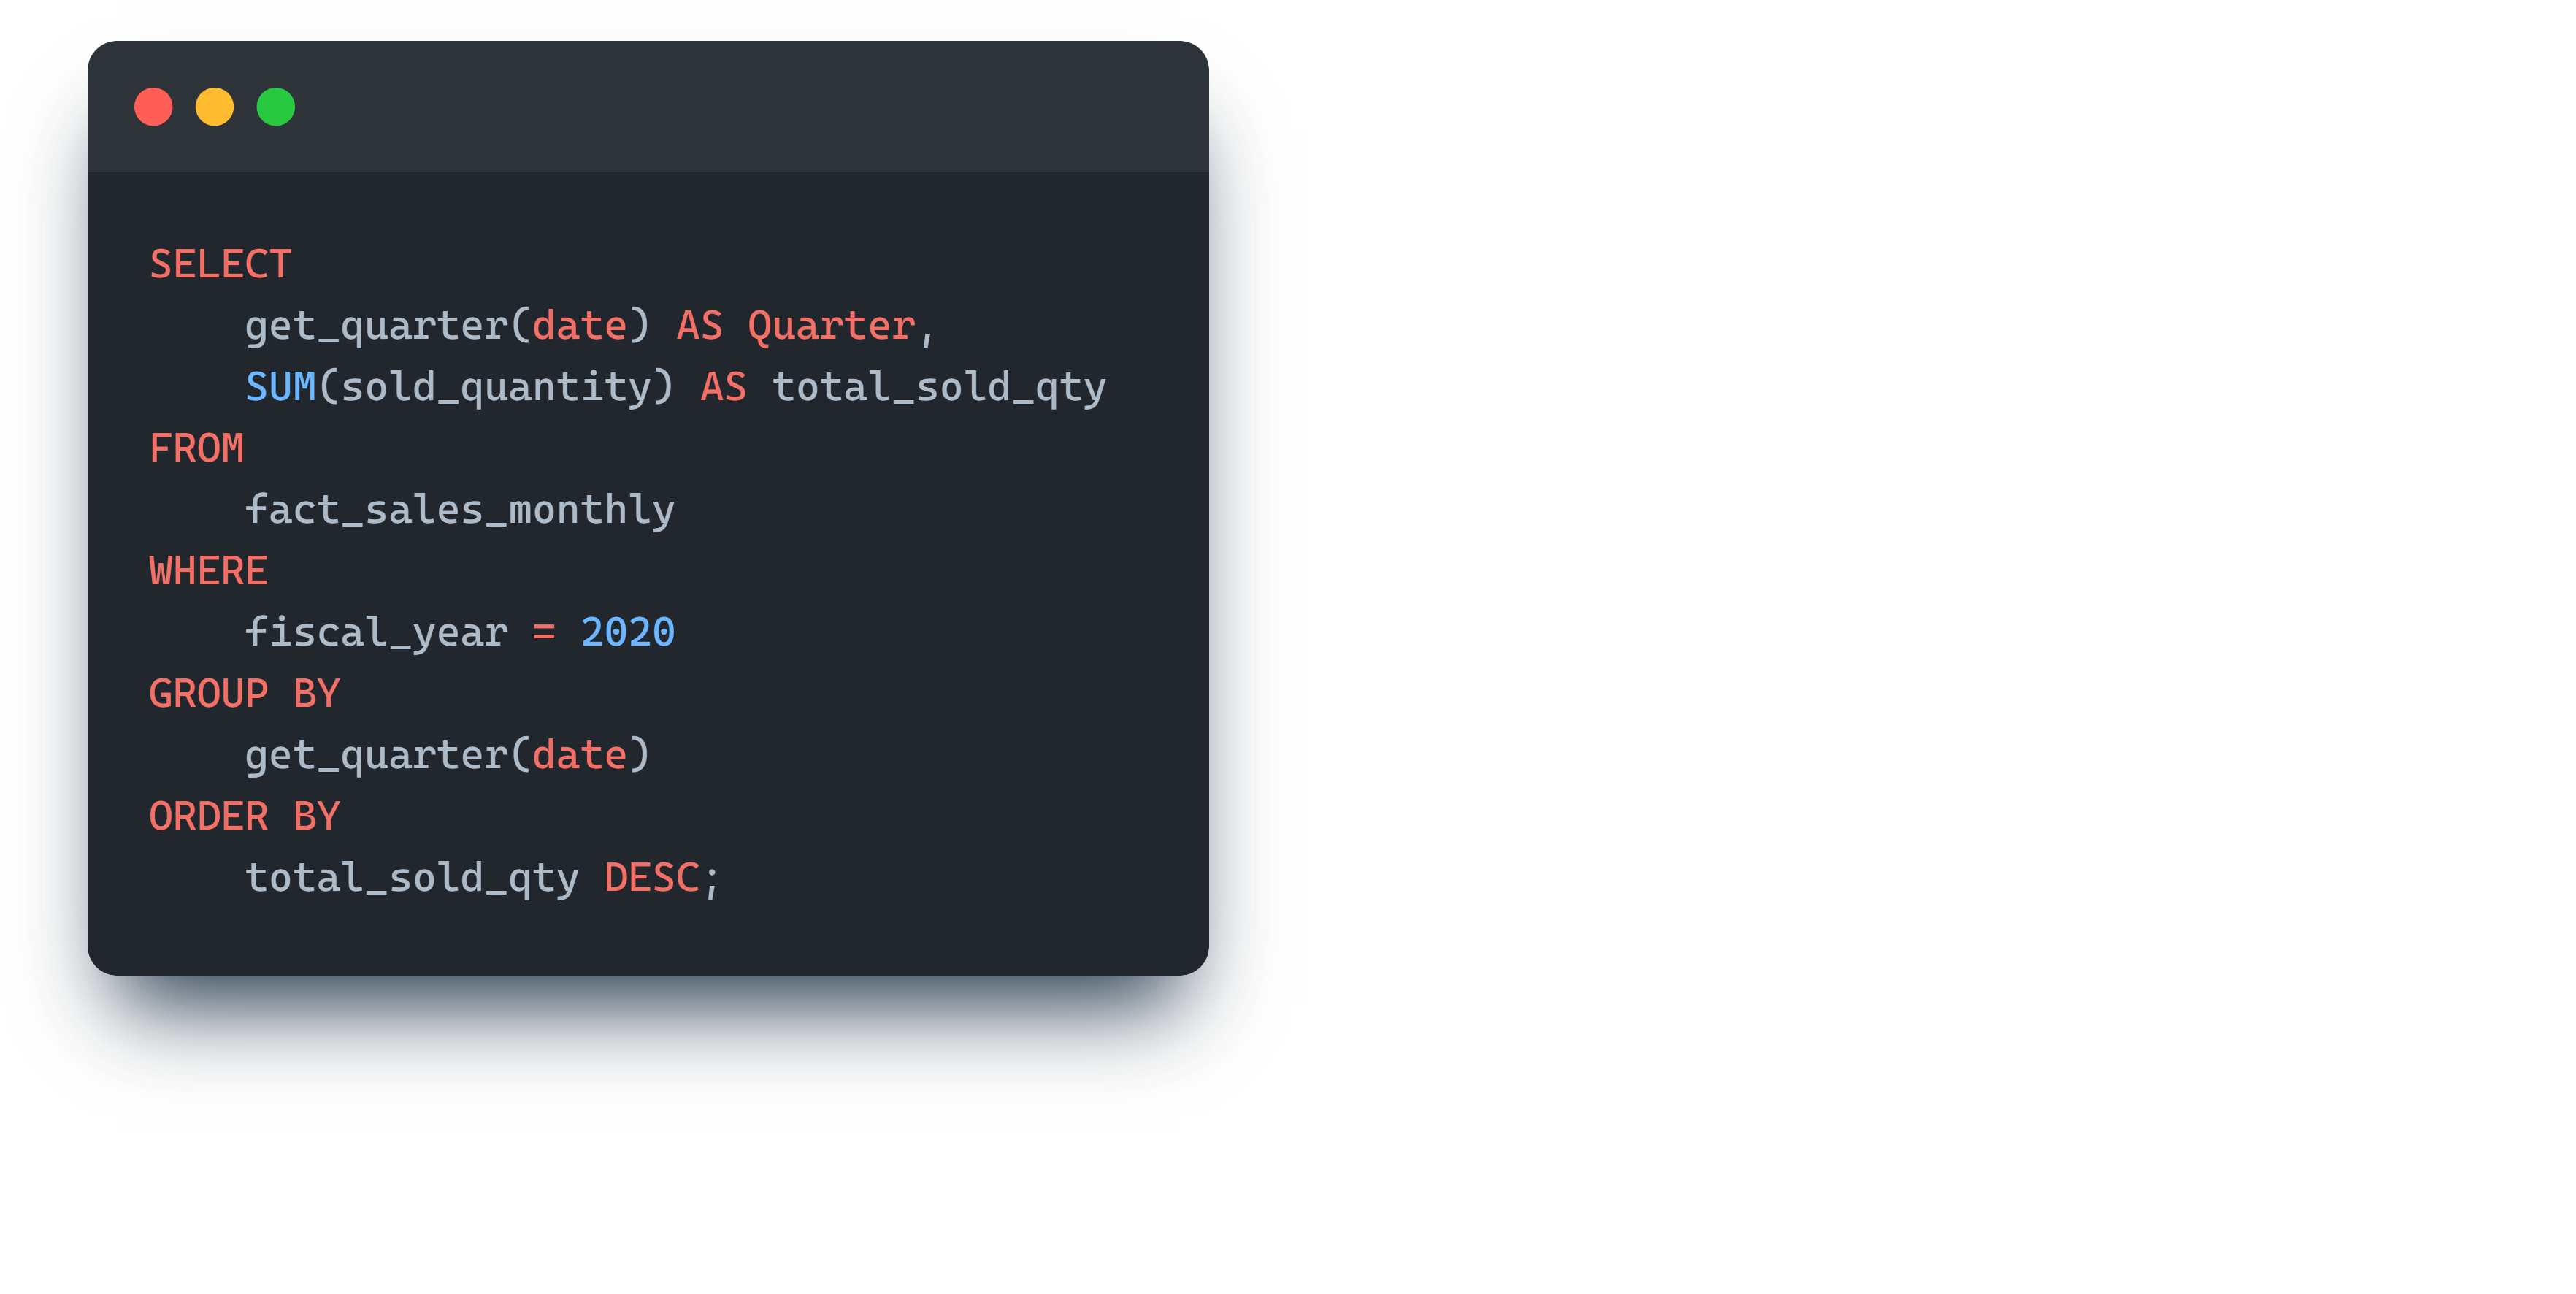 SELECT
    get_quarter(date) AS Quarter,
    SUM(sold_quantity) AS total_sold_qty
FROM
    fact_sales_monthly
WHERE
    fiscal_year = 2020
GROUP BY
    get_quarter(date)
ORDER BY
    total_sold_qty DESC;